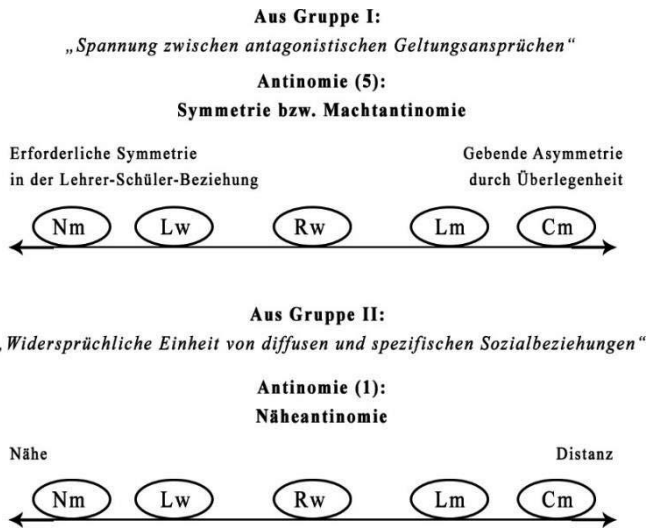 Aus Gruppe I:
„Spannung zwischen antagonistischen Geltungsansprüchen“
Antinomie (5):
Symmetrie bzw. Machtantinomie
Erforderliche Symmetrie Gebende Asymmetrie
in der Lehrer-Schüler-Beziehung durch Überlegenheit
Nm Lw Rw Lm Cm
Aus Gruppe II:
„Widersprüchliche Einheit von diffusen und spezifischen Sozialbeziehungen“
Antinomie (1):
Näheantinomie
Nähe Distanz
Nm Lw Rw Lm Cm